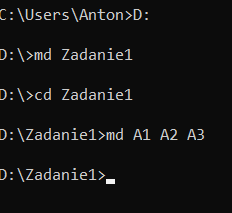 C:\Users\Anton>D:
D:\>md Zadanie1
D:\>cd Zadanie1
D:\Zadanie1>md A1 A2 A3
D:\Zadanie1>